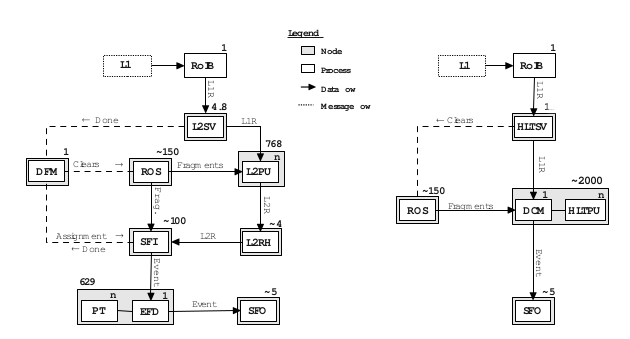 Legend
Node
Process
Data ow
Message ow
L1
1
RoIB
L1R
4.8
L2SV
← Done
L1R
768
n
L2PU
1
DFM
Clears →
~150
ROS
Fragments
Frag.
L2R
~100
SFI
Assignment →
← Done
L2R
~4
L2RH
Event
629
n
PT
1
EFD
Event
~5
SFO
L1
1
RoIB
L1R
← Clears
1
HLTSV
L1R
~150
ROS
Fragments
~2000
1
DCM
n
HLTPU
Event
~5
SFO